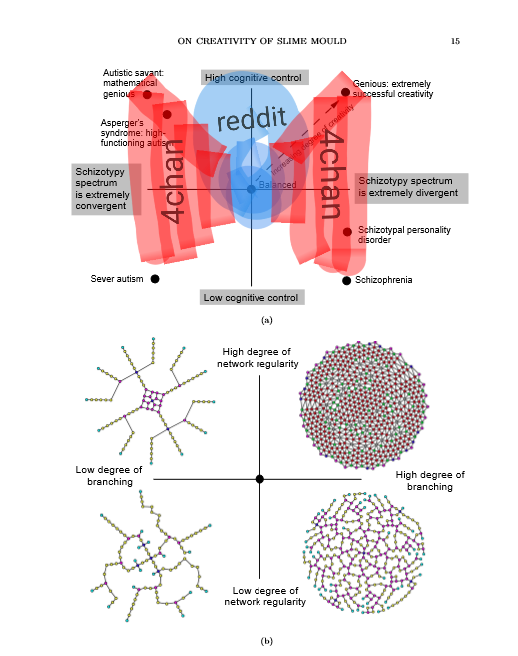 ON CREATIVITY OF SLIME MOULD 15
Autistic savant:
mathematical
genious
High cognitive control
Genious: extremely
successful creativity
Asperger's
syndrome: high-
functioning autism
reddit
Increasing degree of creativity
4chan
4chan
Schizotypy
spectrum
is extremely
convergent
Balanced
Schizotypy spectrum
is extremely divergent
Schizotypal personality
disorder
Sever autism
Schizophrenia
Low cognitive control
(a)
High degree of
network regularity
Low degree of
branching
High degree of
branching
Low degree of
network regularity
(b)